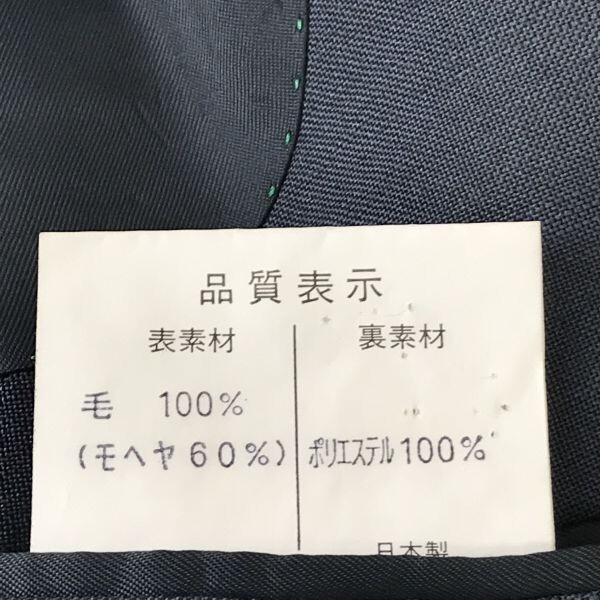 品質表示
表素材
毛 100%
(モヘヤ60%)
裏素材
ポリエステル100%
日本製